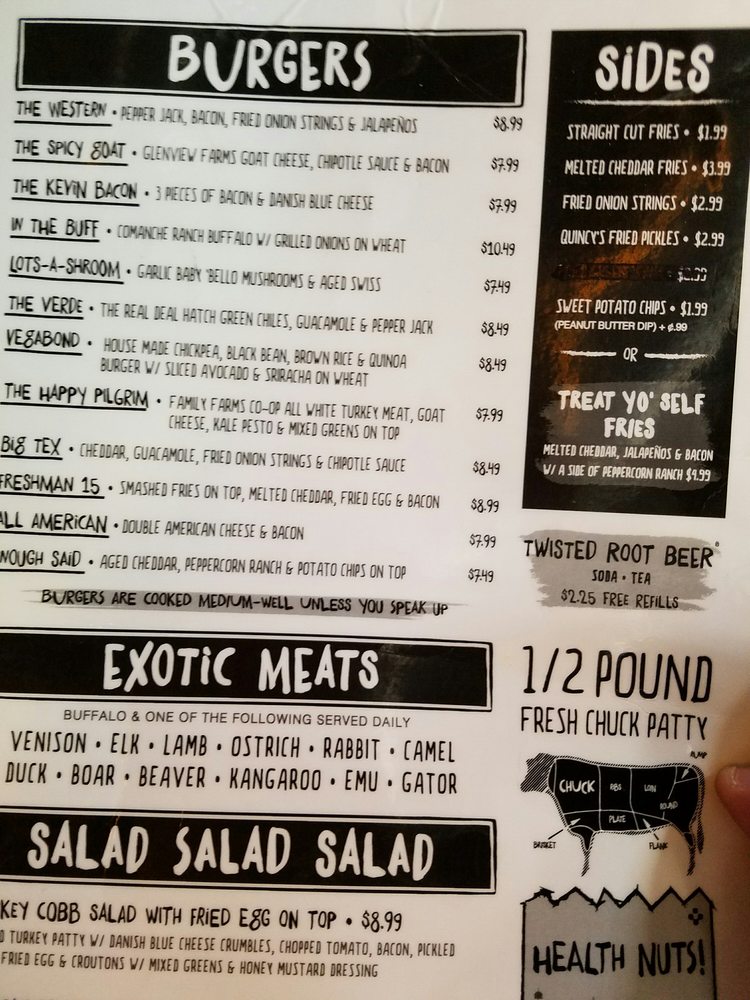 BURGERS
THE WESTERN • PEPPER JACK, BACON, FRIED ONION STRINGS & JALAPEÑOS $8.99
THE SPICY GOAT • GLENVIEW FARMS GOAT CHEESE, CHIPOTLE SAUCE & BACON $7.99
THE KEVIN BACON • 3 PIECES OF BACON & DANISH BLUE CHEESE $7.99
IN THE BUFF • COMANCHE RANCH BUFFALO W/ GRILLED ONIONS ON WHEAT $10.49
LOTS-A-SHROOM • GARLIC BABY 'BELLO MUSHROOMS & AGED SWISS $7.49
THE VERDE • THE REAL DEAL HATCH GREEN CHILES, GUACAMOLE & PEPPER JACK $8.49
VEGABOND • HOUSE MADE CHICKPEA, BLACK BEAN, BROWN RICE & QUINOA $8.49
BURGER W/ SLICED AVOCADO & SRIRACHA ON WHEAT
THE HAPPY PILGRIM • FAMILY FARMS CO-OP ALL WHITE TURKEY MEAT, GOAT $7.99
CHEESE, KALE PESTO & MIXED GREENS ON TOP
BIG TEX • CHEDDAR, GUACAMOLE, FRIED ONION STRINGS & CHIPOTLE SAUCE $8.49
FRESHMAN 15 • SMASHED FRIES ON TOP, MELTED CHEDDAR, FRIED EGG & BACON $8.99
ALL AMERICAN • DOUBLE AMERICAN CHEESE & BACON $7.99
NOUGH SAID • AGED CHEDDAR, PEPPERCORN RANCH & POTATO CHIPS ON TOP $7.49
BURGERS ARE COOKED MEDIUM-WELL UNLESS YOU SPEAK UP
EXOTIC MEATS
BUFFALO & ONE OF THE FOLLOWING SERVED DAILY
VENISON • ELK • LAMB • OSTRICH • RABBIT • CAMEL
DUCK • BOAR • BEAVER • KANGAROO • EMU • GATOR
SALAD SALAD SALAD
KEY COBB SALAD WITH FRIED EGG ON TOP • $8.99
D TURKEY PATTY W/ DANISH BLUE CHEESE CRUMBLES, CHOPPED TOMATO, BACON, PICKLED
FRIED EGG & CROUTONS W/ MIXED GREENS & HONEY MUSTARD DRESSING
SIDES
STRAIGHT CUT FRIES • $1.99
MELTED CHEDDAR FRIES • $3.99
FRIED ONION STRINGS • $2.99
QUINCY'S FRIED PICKLES • $2.99
SWEET POTATO CHIPS • $1.99
(PEANUT BUTTER DIP) + ¢.99
OR
TREAT YO' SELF
FRIES
MELTED CHEDDAR, JALAPEÑOS & BACON
W/ A SIDE OF PEPPERCORN RANCH $4.99
TWISTED ROOT BEER®
SODA • TEA
$2.25 FREE REFILLS
1/2 POUND
FRESH CHUCK PATTY
RUMP
CHUCK RIBS LOIN
ROUND
PLATE
BRISKET FLANK
HEALTH NUTS!